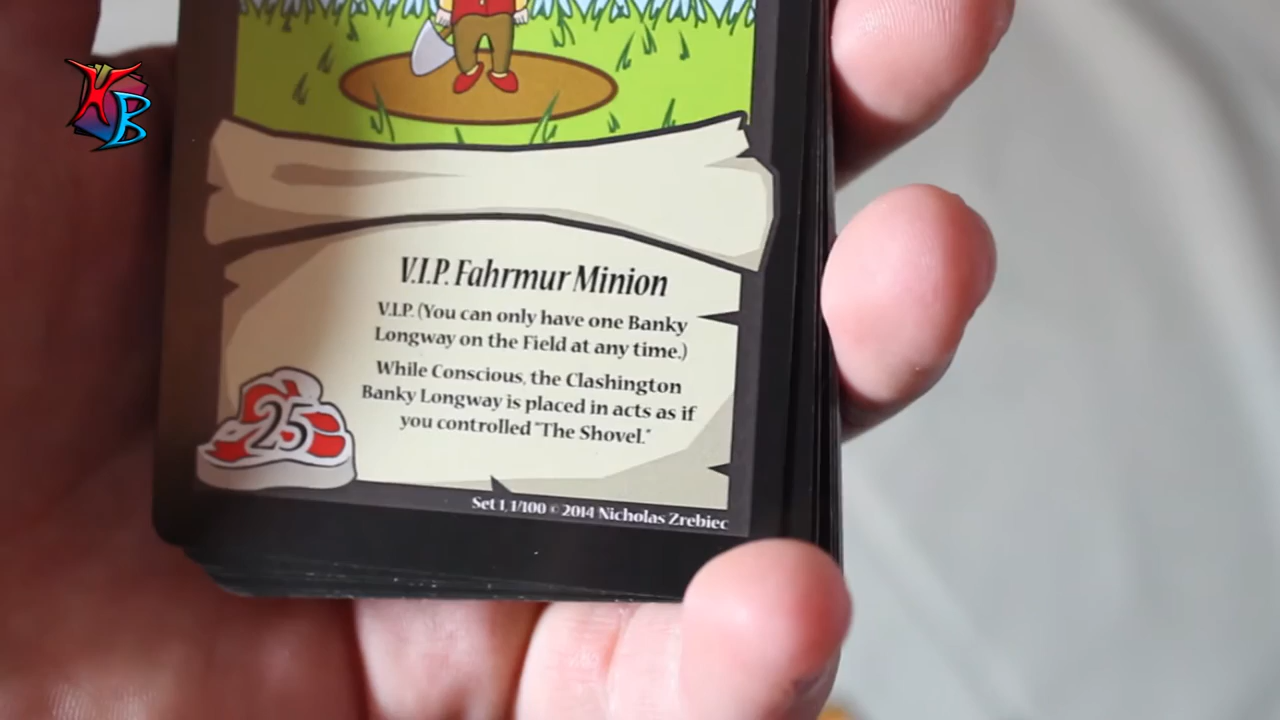 KB
V.I.P. Fahrmur Minion
V.I.P. (You can only have one Banky
Longway on the Field at any time.)
While Conscious, the Clashington
Banky Longway is placed in acts as if
you controlled "The Shovel."
25
Set 1, 1/100 © 2014 Nicholas Zrebiec